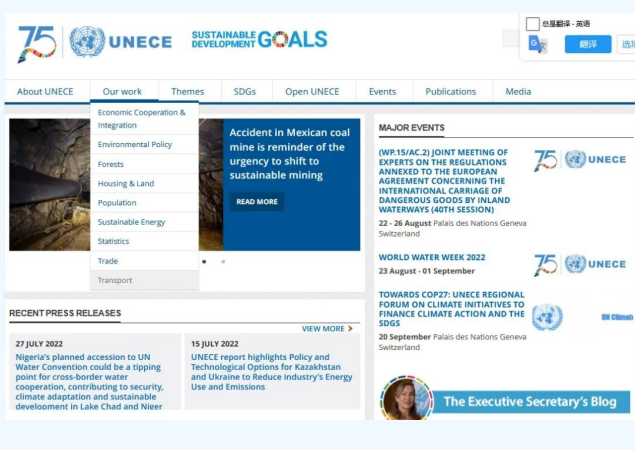 总是翻译 - 英语
翻译
75 UNECE
SUSTAINABLE
DEVELOPMENT GOALS
About UNECE Our work Themes SDGs Open UNECE Events Publications Media
Economic Cooperation &
Integration
Environmental Policy
Forests
Housing & Land
Population
Sustainable Energy
Statistics
Trade
Transport
Accident in Mexican coal
mine is reminder of the
urgency to shift to
sustainable mining
READ MORE
RECENT PRESS RELEASES
VIEW MORE
27 JULY 2022
Nigeria's planned accession to UN
Water Convention could be a tipping
point for cross-border water
cooperation, contributing to security,
climate adaptation and sustainable
development in Lake Chad and Niger
15 JULY 2022
UNECE report highlights Policy and
Technological Options for Kazakhstan
and Ukraine to Reduce industry's Energy
Use and Emissions
MAJOR EVENTS
(WP.15/AC.2) JOINT MEETING OF
EXPERTS ON THE REGULATIONS
ANNEXED TO THE EUROPEAN
AGREEMENT CONCERNING THE
INTERNATIONAL CARRIAGE OF
DANGEROUS GOODS BY INLAND
WATERWAYS (40TH SESSION)
22 - 26 August Palais des Nations Geneva
Switzerland
75 UNECE
WORLD WATER WEEK 2022
23 August - 01 September
75 UNECE
TOWARDS COP27: UNECE REGIONAL
FORUM ON CLIMATE INITIATIVES TO
FINANCE CLIMATE ACTION AND THE
SDGS
20 September Palais des Nations Geneva
Switzerland
UN Climat
The Executive Secretary's Blog